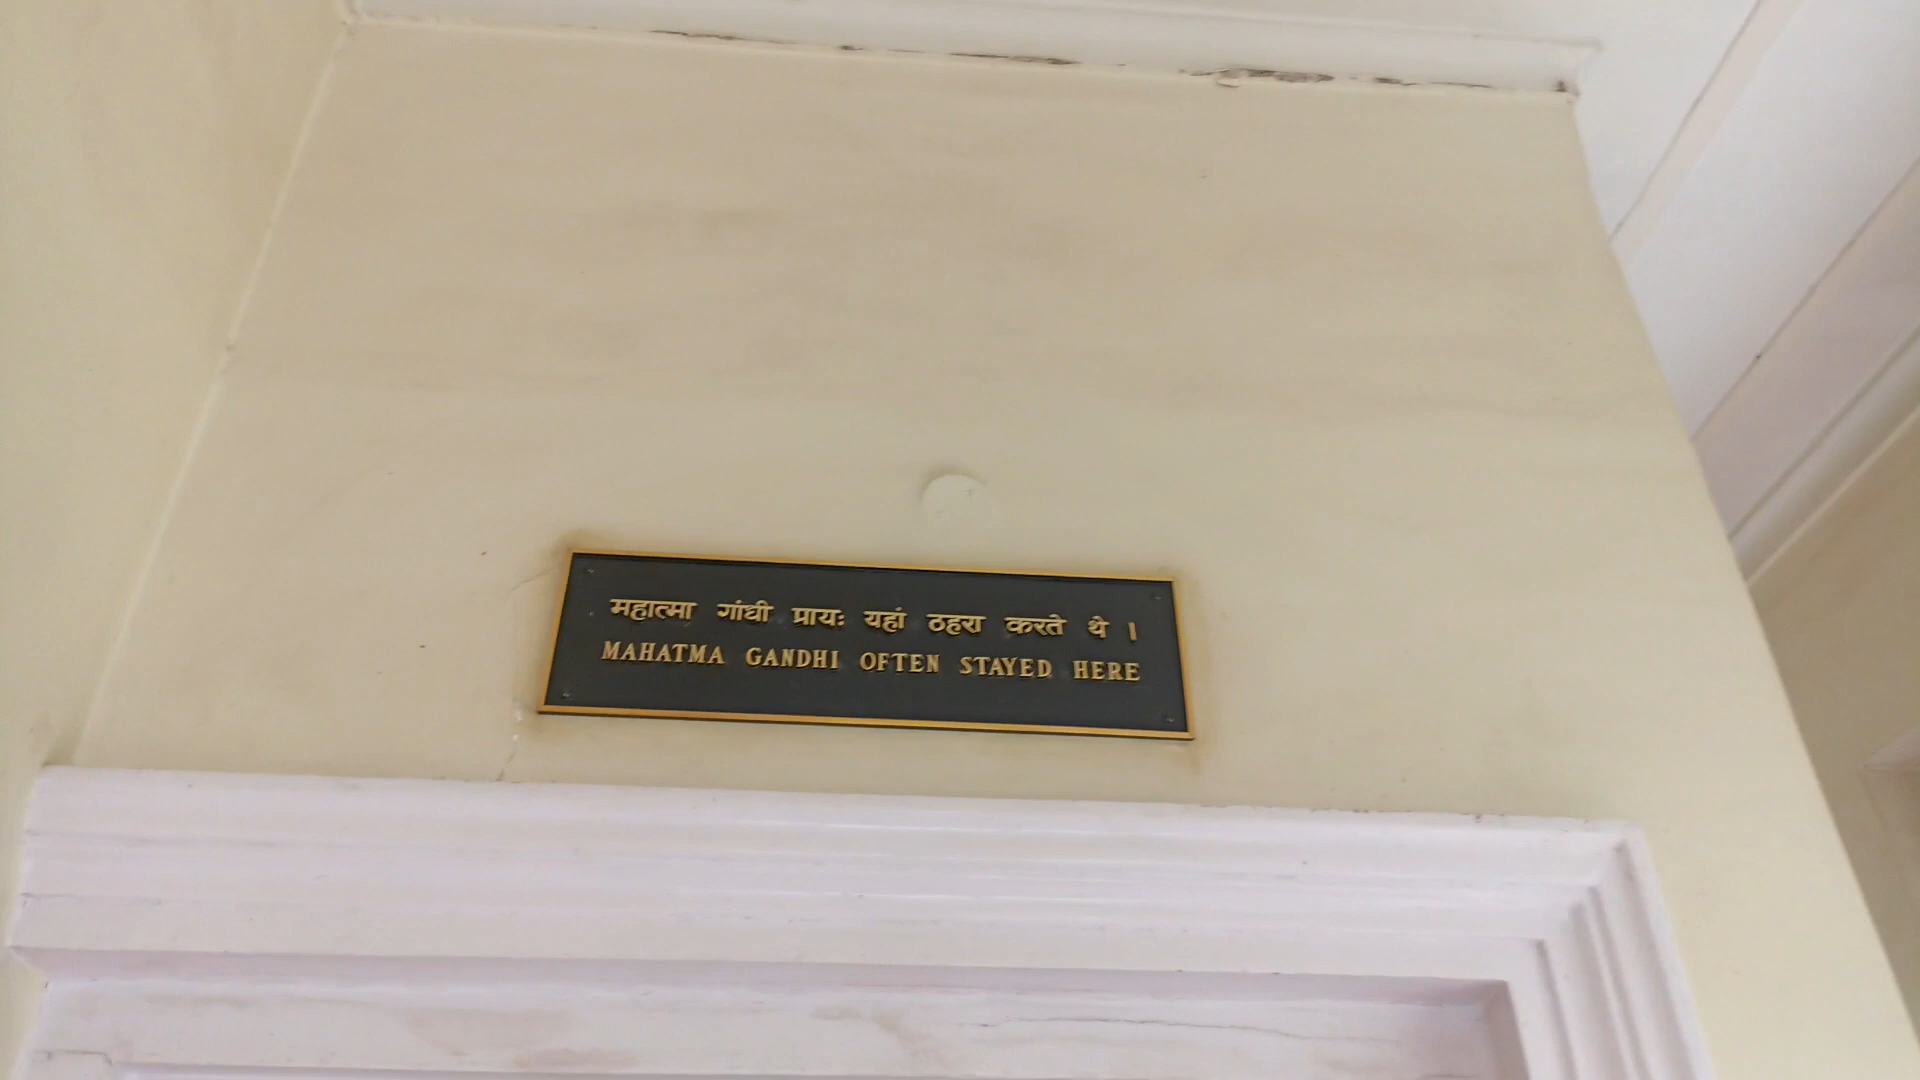 महात्मा गांधी प्रायः यहां ठहरा करते थे ।
MAHATMA GANDHI OFTEN STAYED HERE